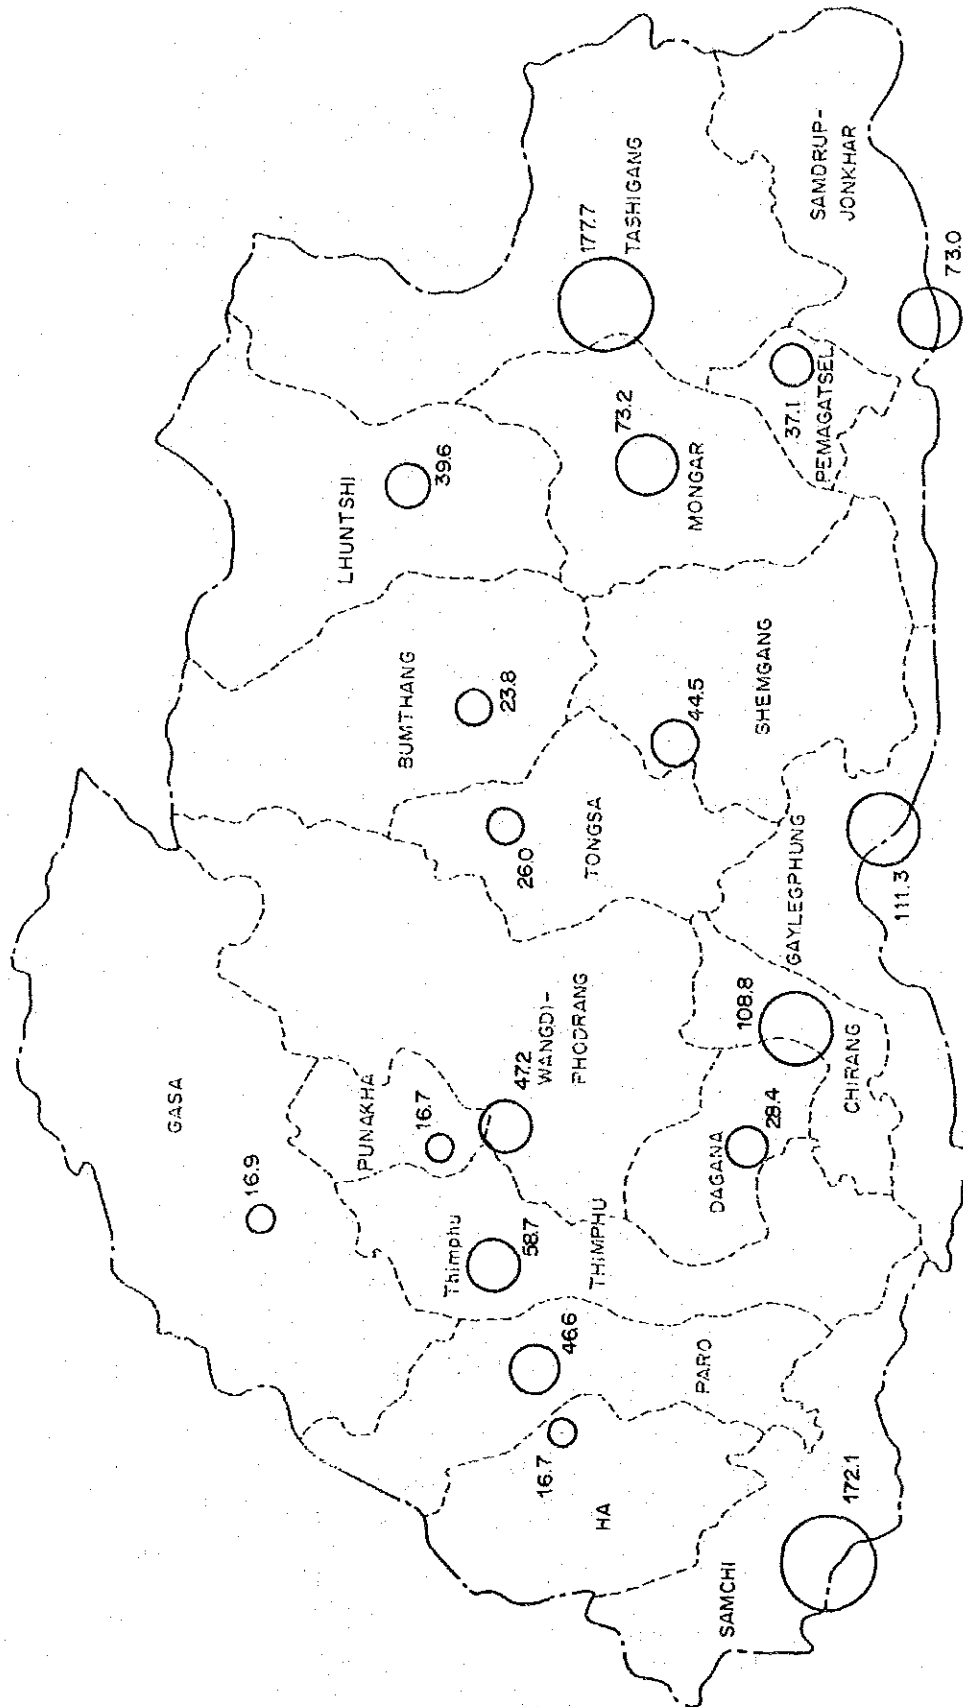 GASA
16.9
PUNAKHA
16.7
WANGDI-
PHODRANG
47.2
Thimphu
58.7
THIMPHU
46.6
PARO
16.7
HA
SAMCHI
172.1
DAGANA
28.4
CHIRANG
108.8
GAYLEGPHUNG
111.3
TONGSA
26.0
BUMTHANG
23.8
SHEMGANG
44.5
LHUNTSHI
39.6
MONGAR
73.2
TASHIGANG
177.7
PEMAGATSEL
37.1
SAMDRUP-
JONKHAR
73.0